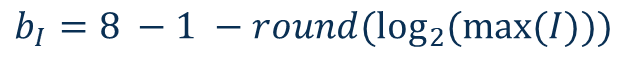 b_I = 8 − 1 − round(log₂(max(I)))